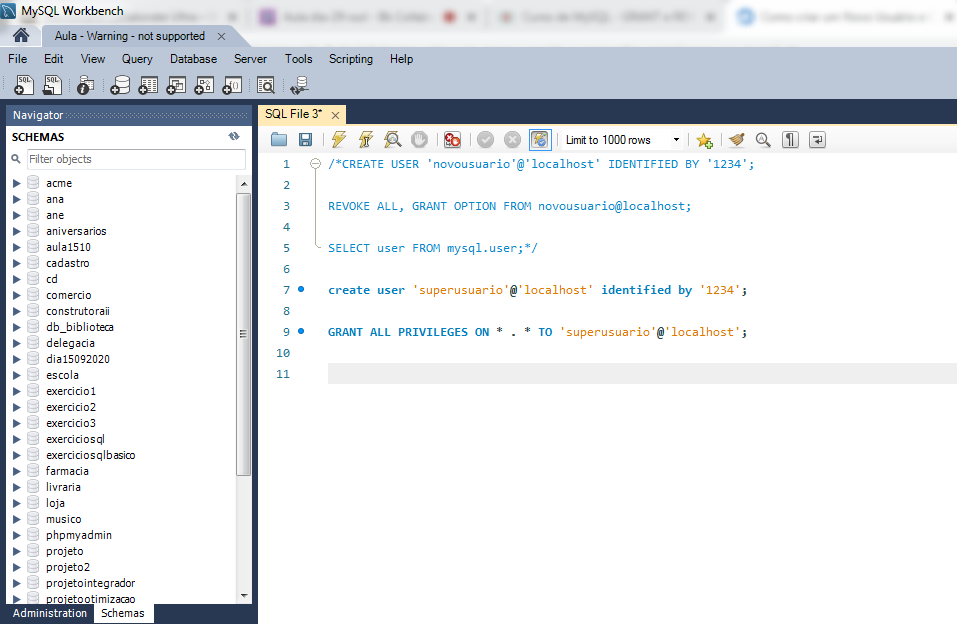 MySQL Workbench
Aula - Warning - not supported
File Edit View Query Database Server Tools Scripting Help
Navigator
SCHEMAS
Filter objects
acme
ana
ane
aniversarios
aula1510
cadastro
cd
comercio
construtoraii
db_biblioteca
delegacia
dia15092020
escola
exercicio1
exercicio2
exercicio3
exerciciosql
exerciciosqlbasico
farmacia
livraria
loja
musico
phpmyadmin
projeto
projeto2
projetointegrador
projetootimizacao
Administration Schemas
SQL File 3*
Limit to 1000 rows
1 /*CREATE USER 'novousuario'@'localhost' IDENTIFIED BY '1234';
2
3 REVOKE ALL, GRANT OPTION FROM novousuario@localhost;
4
5 SELECT user FROM mysql.user;*/
6
7 create user 'superusuario'@'localhost' identified by '1234';
8
9 GRANT ALL PRIVILEGES ON * . * TO 'superusuario'@'localhost';
10
11